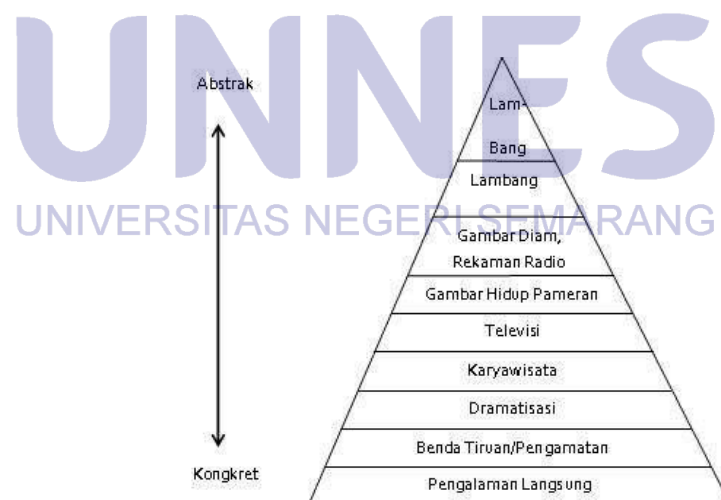 UNNES
UNIVERSITAS NEGERI SEMARANG
Abstrak
Kongkret
Lam-
Bang
Lambang
Gambar Diam,
Rekaman Radio
Gambar Hidup Pameran
Televisi
Karyawisata
Dramatisasi
Benda Tiruan/Pengamatan
Pengalaman Langsung